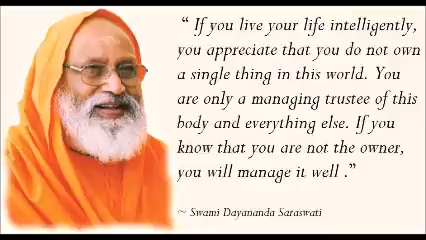 “ If you live your life intelligently,
you appreciate that you do not own
a single thing in this world. You
are only a managing trustee of this
body and everything else. If you
know that you are not the owner,
you will manage it well .”
~ Swami Dayananda Saraswati